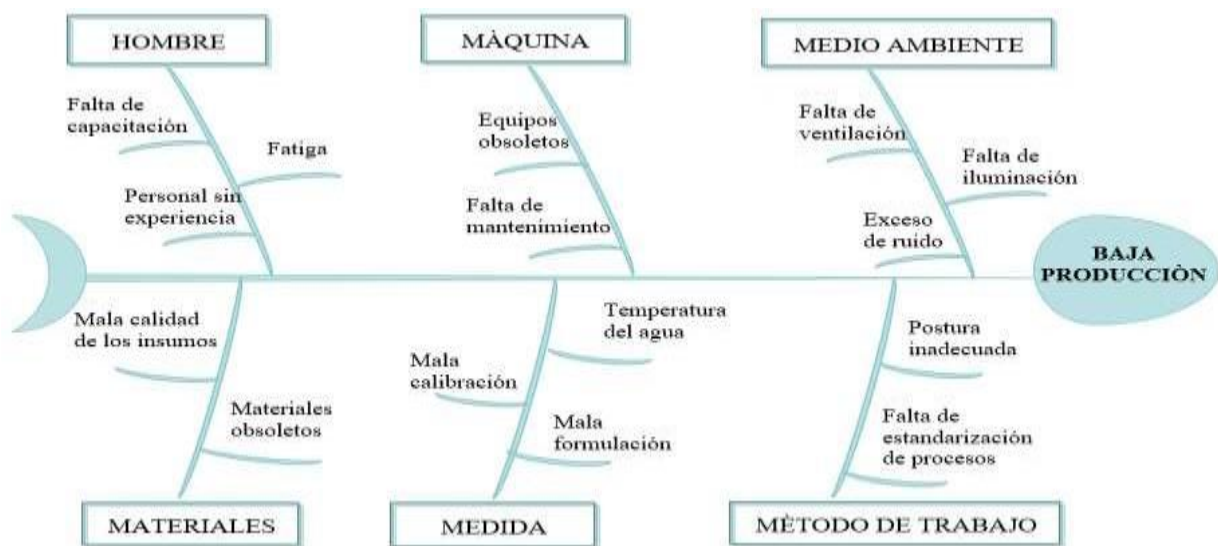 HOMBRE
MÀQUINA
MEDIO AMBIENTE
Falta de
capacitación
Fatiga
Personal sin
experiencia
Equipos
obsoletos
Falta de
mantenimiento
Falta de
ventilación
Falta de
iluminación
Exceso
de ruído
BAJA
PRODUCCIÒN
Mala calidad
de los insumos
Materiales
obsoletos
Temperatura
del agua
Mala
calibración
Mala
formulación
Postura
inadecuada
Falta de
estandarización
de procesos
MATERIALES
MEDIDA
MÈTODO DE TRABAJO